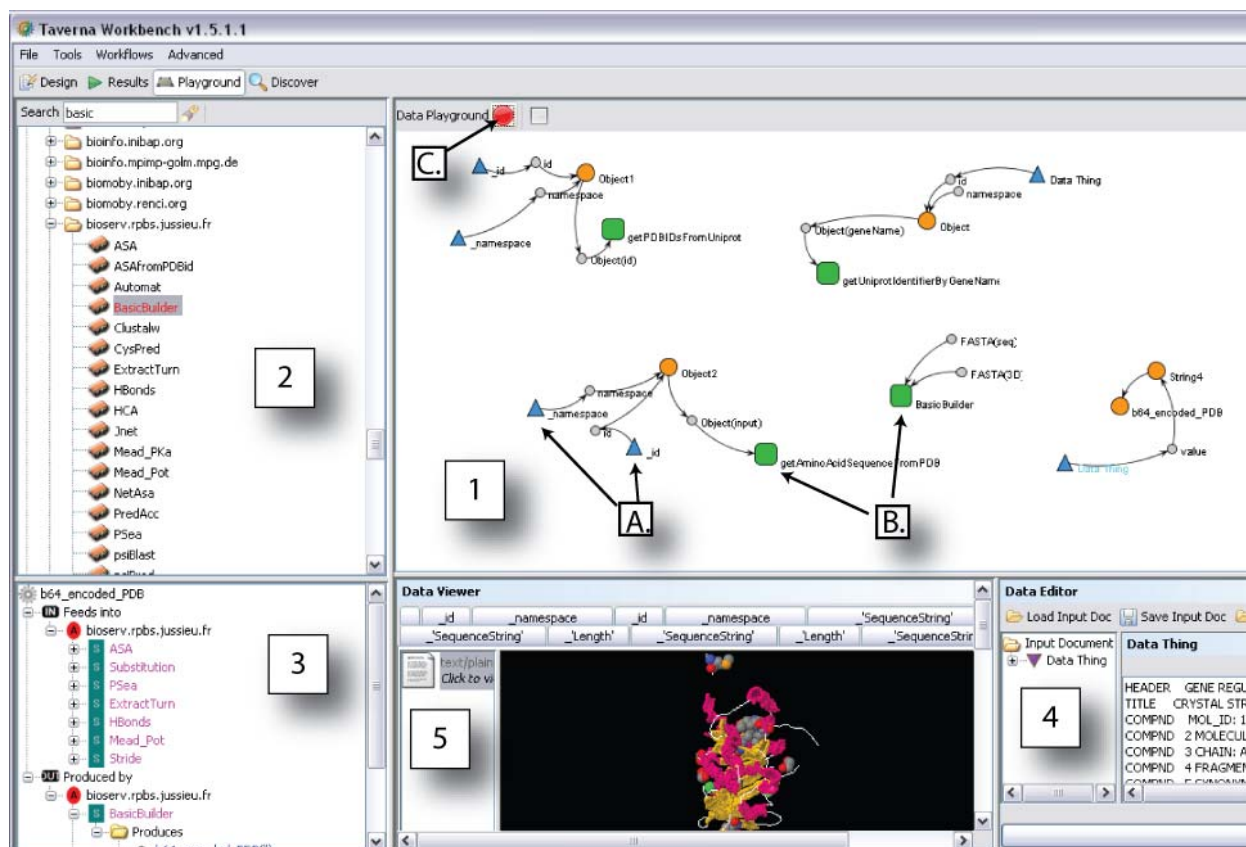 Taverna Workbench v1.5.1.1
File Tools Workflows Advanced
Design Results Playground Discover
Search basic
bioinfo.inibap.org
bioinfo.mpimp-golm.mpg.de
biomoby.inibap.org
biomoby.renci.org
bioserv.rpbs.jussieu.fr
ASA
ASAfromPDBid
Automat
BasicBuilder
Clustalw
CysPred
ExtractTurn
HBonds
HCA
Jnet
Mead_PKa
Mead_Pot
NetAsa
PredAcc
PSea
psiBlast
2
Data Playground
C.
_id
id
Object1
namespace
_namespace
getPDBIDsFromUniprot
Object(id)
Data Thing
id
namespace
Object
Object(geneName)
getUniprotIdentifierByGeneName
Object2
namespace
_namespace
Object(input)
id
_id
getAminoAcidSequence from PDB
FASTA(seq)
FASTA(3D)
BasicBuilder
String4
b64_encoded_PDB
value
Data Thing
1
A.
B.
b64_encoded_PDB
IN Feeds into
A bioserv.rpbs.jussieu.fr
S ASA
S Substitution
S PSea
S ExtractTurn
S HBonds
S Mead_Pot
S Stride
OUT Produced by
A bioserv.rpbs.jussieu.fr
S BasicBuilder
Produces
3
Data Viewer
_id _namespace _id _namespace 'SequenceString'
'SequenceString' 'Length' 'SequenceString' 'Length' 'SequenceStrin
text/plain
Click to vi
5
Data Editor
Load Input Doc Save Input Doc
Input Document
Data Thing
Data Thing
HEADER GENE REGU
TITLE CRYSTAL STR
COMPND MOL_ID: 1
COMPND 2 MOLECUL
COMPND 3 CHAIN: A
COMPND 4 FRAGMEN
4